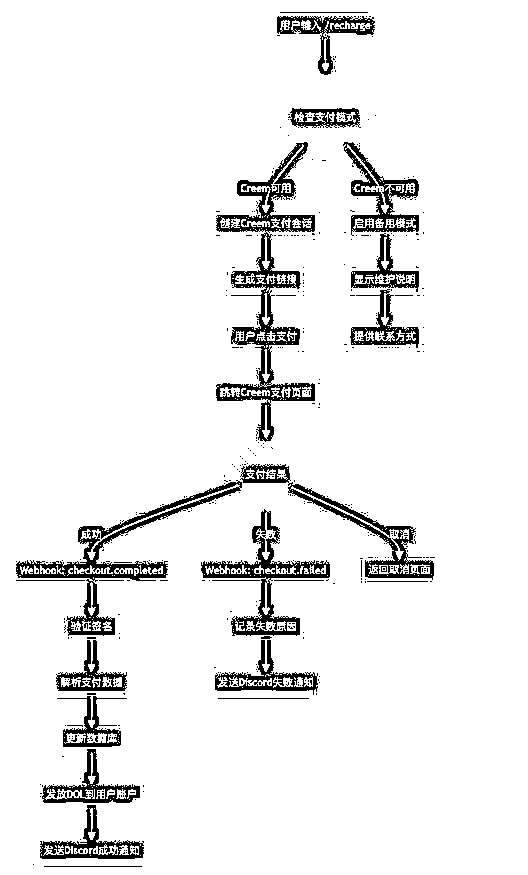 用户输入 /recharge
检查支付模式
Creem可用
Creem不可用
创建Creem支付会话
启用备用模式
生成支付链接
显示维护说明
用户点击支付
提供联系方式
跳转Creem支付页面
支付结果
成功
失败
取消
Webhook: checkout.completed
Webhook: checkout.failed
返回取消页面
验证签名
记录失败原因
解析支付数据
发送Discord失败通知
更新数据库
发放DOL到用户账户
发送Discord成功通知